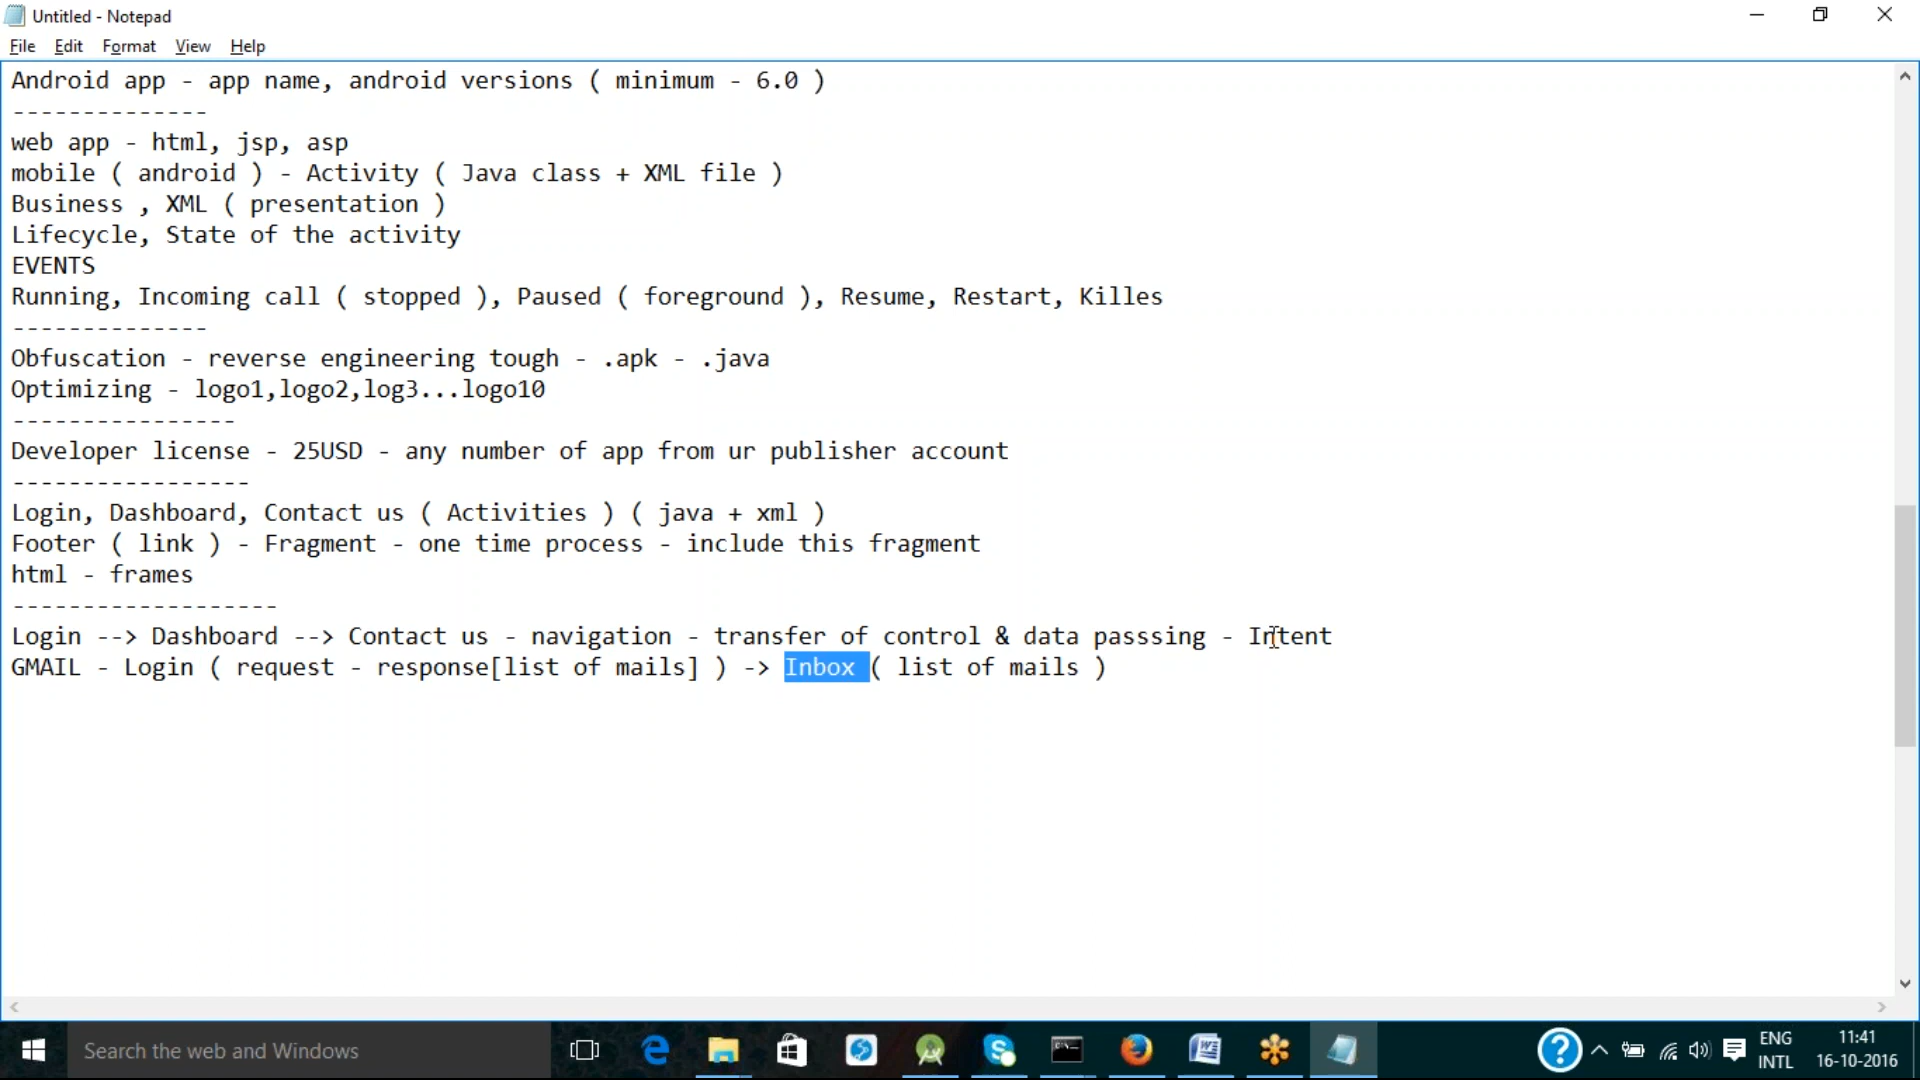 Untitled - Notepad
File Edit Format View Help
Android app - app name, android versions ( minimum - 6.0 )
--------------
web app - html, jsp, asp
mobile ( android ) - Activity ( Java class + XML file )
Business , XML ( presentation )
Lifecycle, State of the activity
EVENTS
Running, Incoming call ( stopped ), Paused ( foreground ), Resume, Restart, Killes
--------------
Obfuscation - reverse engineering tough - .apk - .java
Optimizing - logo1,logo2,log3...logo10
----------------
Developer license - 25USD - any number of app from ur publisher account
-----------------
Login, Dashboard, Contact us ( Activities ) ( java + xml )
Footer ( link ) - Fragment - one time process - include this fragment
html - frames
-------------------
Login --> Dashboard --> Contact us - navigation - transfer of control & data passsing - Intent
GMAIL - Login ( request - response[list of mails] ) -> Inbox ( list of mails )
Search the web and Windows
ENG 11:41
INTL 16-10-2016